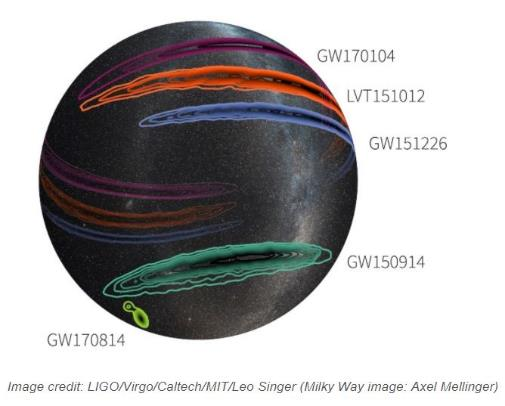 GW170104
LVT151012
GW151226
GW150914
GW170814
Image credit: LIGO/Virgo/Caltech/MIT/Leo Singer (Milky Way image: Axel Mellinger)